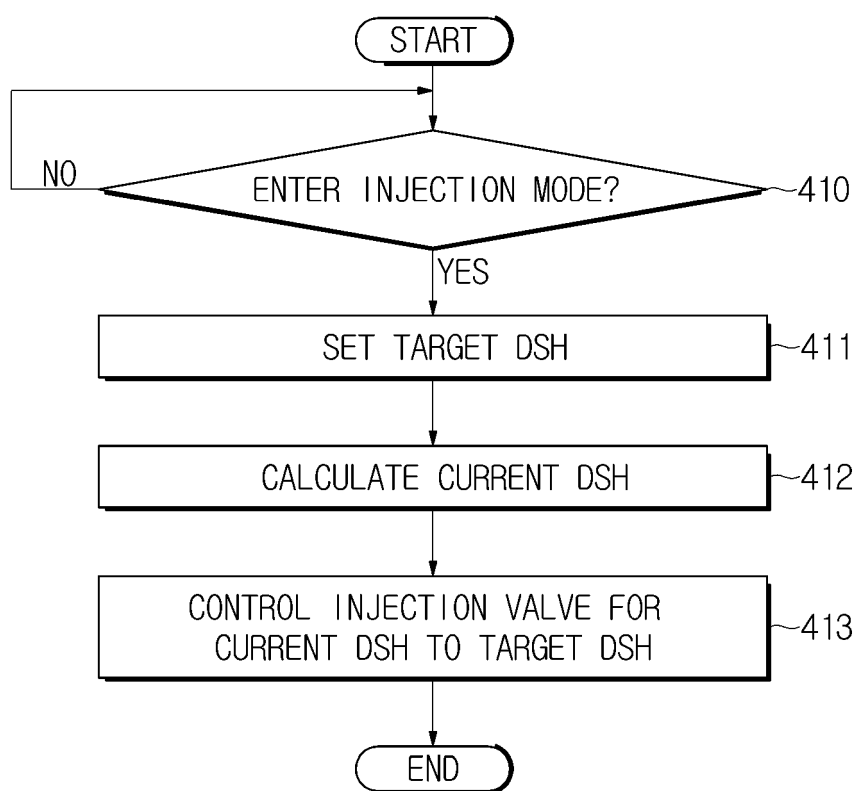 START
NO
ENTER INJECTION MODE?
410
YES
SET TARGET DSH
411
CALCULATE CURRENT DSH
412
CONTROL INJECTION VALVE FOR
CURRENT DSH TO TARGET DSH
413
END